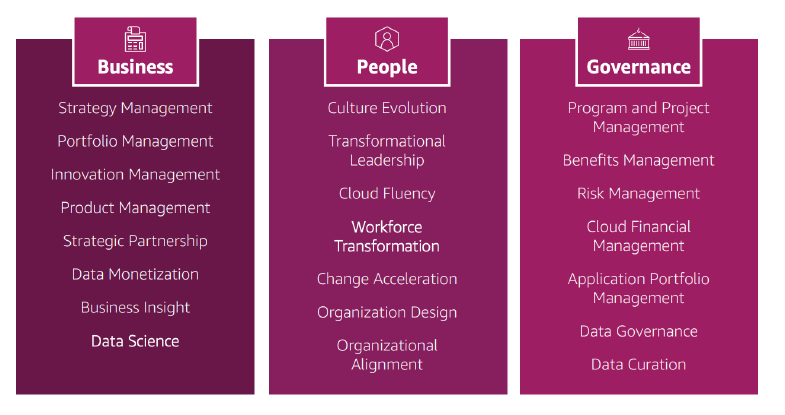 Business
Strategy Management
Portfolio Management
Innovation Management
Product Management
Strategic Partnership
Data Monetization
Business Insight
Data Science
People
Culture Evolution
Transformational
Leadership
Cloud Fluency
Workforce
Transformation
Change Acceleration
Organization Design
Organizational
Alignment
Governance
Program and Project
Management
Benefits Management
Risk Management
Cloud Financial
Management
Application Portfolio
Management
Data Governance
Data Curation